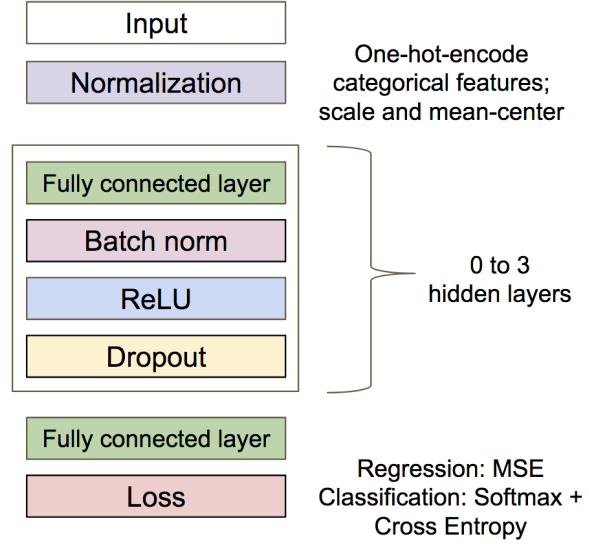 Input
Normalization
One-hot-encode
categorical features;
scale and mean-center
Fully connected layer
Batch norm
ReLU
Dropout
0 to 3
hidden layers
Fully connected layer
Loss
Regression: MSE
Classification: Softmax +
Cross Entropy